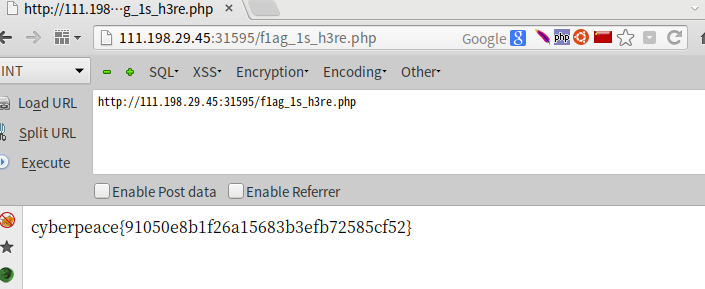 http://111.198···g_1s_h3re.php
111.198.29.45:31595/f1ag_1s_h3re.php
Google
php
INT
SQL
XSS
Encryption
Encoding
Other
Load URL
http://111.198.29.45:31595/f1ag_1s_h3re.php
Split URL
Execute
Enable Post data
Enable Referrer
cyberpeace{91050e8b1f26a15683b3efb72585cf52}